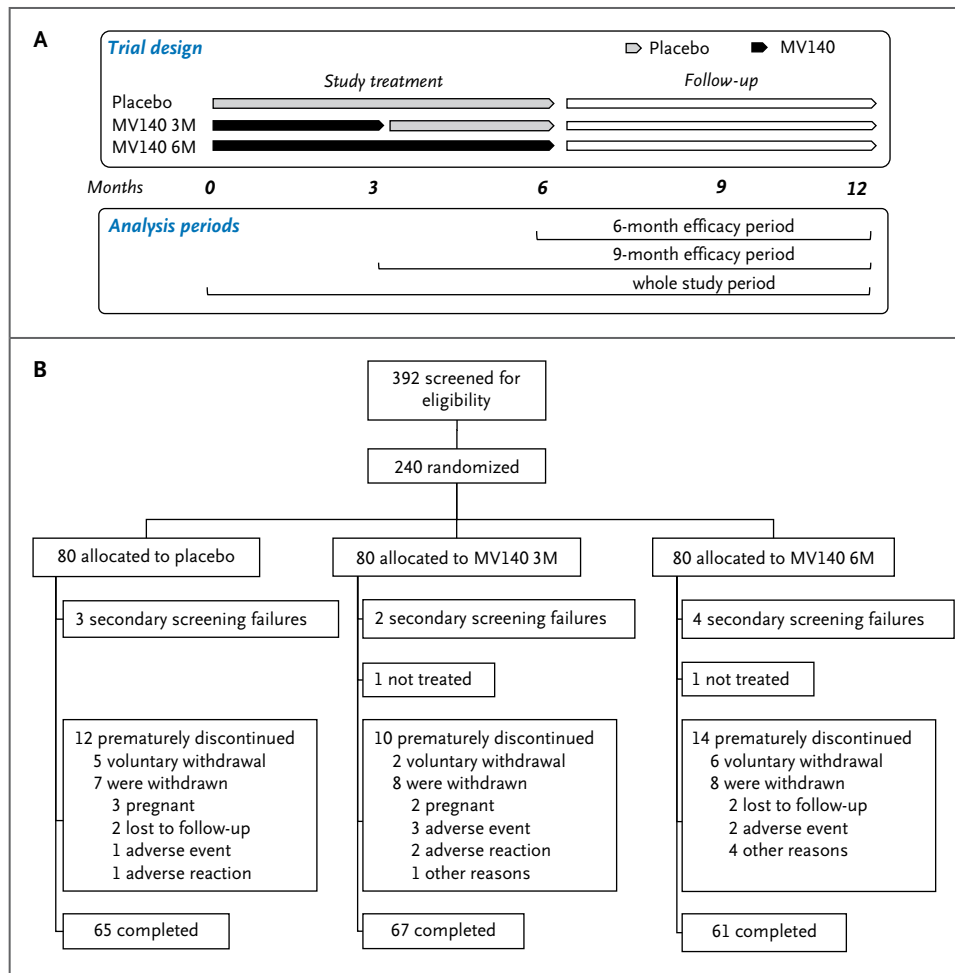 A
Trial design
Placebo
MV140
Study treatment
Follow-up
Placebo
MV140 3M
MV140 6M
Months 0 3 6 9 12
Analysis periods
6-month efficacy period
9-month efficacy period
whole study period
B
392 screened for
eligibility
240 randomized
80 allocated to placebo
3 secondary screening failures
12 prematurely discontinued
5 voluntary withdrawal
7 were withdrawn
3 pregnant
2 lost to follow-up
1 adverse event
1 adverse reaction
65 completed
80 allocated to MV140 3M
2 secondary screening failures
1 not treated
10 prematurely discontinued
2 voluntary withdrawal
8 were withdrawn
2 pregnant
3 adverse event
2 adverse reaction
1 other reasons
67 completed
80 allocated to MV140 6M
4 secondary screening failures
1 not treated
14 prematurely discontinued
6 voluntary withdrawal
8 were withdrawn
2 lost to follow-up
2 adverse event
4 other reasons
61 completed